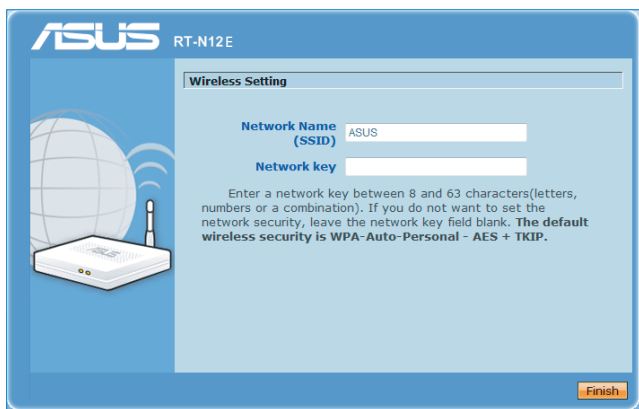 ASUS RT-N12E
Wireless Setting
Network Name
(SSID)
ASUS
Network key
Enter a network key between 8 and 63 characters(letters,
numbers or a combination). If you do not want to set the
network security, leave the network key field blank. The default
wireless security is WPA-Auto-Personal - AES + TKIP.
ASUS
Finish